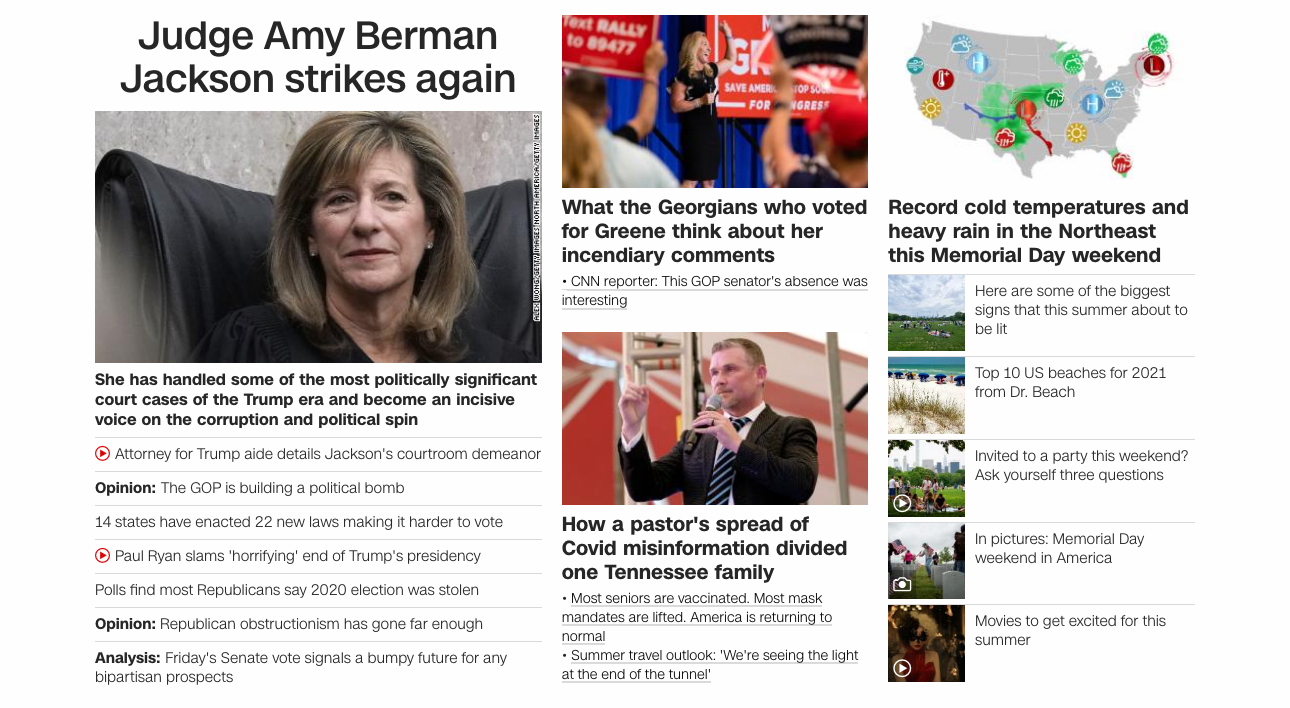 Judge Amy Berman
Jackson strikes again
ALEX WONG/GETTY IMAGES NORTH AMERICA/GETTY IMAGES
She has handled some of the most politically significant
court cases of the Trump era and become an incisive
voice on the corruption and political spin
Attorney for Trump aide details Jackson's courtroom demeanor
Opinion: The GOP is building a political bomb
14 states have enacted 22 new laws making it harder to vote
Paul Ryan slams 'horrifying' end of Trump's presidency
Polls find most Republicans say 2020 election was stolen
Opinion: Republican obstructionism has gone far enough
Analysis: Friday's Senate vote signals a bumpy future for any
bipartisan prospects
Text RALLY
to 89477
SAVE AMERICA STOP
FOR CONGRESS
What the Georgians who voted
for Greene think about her
incendiary comments
• CNN reporter: This GOP senator's absence was
interesting
How a pastor's spread of
Covid misinformation divided
one Tennessee family
• Most seniors are vaccinated. Most mask
mandates are lifted. America is returning to
normal
• Summer travel outlook: 'We're seeing the light
at the end of the tunnel'
H
L
H
L
Record cold temperatures and
heavy rain in the Northeast
this Memorial Day weekend
Here are some of the biggest
signs that this summer about to
be lit
Top 10 US beaches for 2021
from Dr. Beach
Invited to a party this weekend?
Ask yourself three questions
In pictures: Memorial Day
weekend in America
Movies to get excited for this
summer